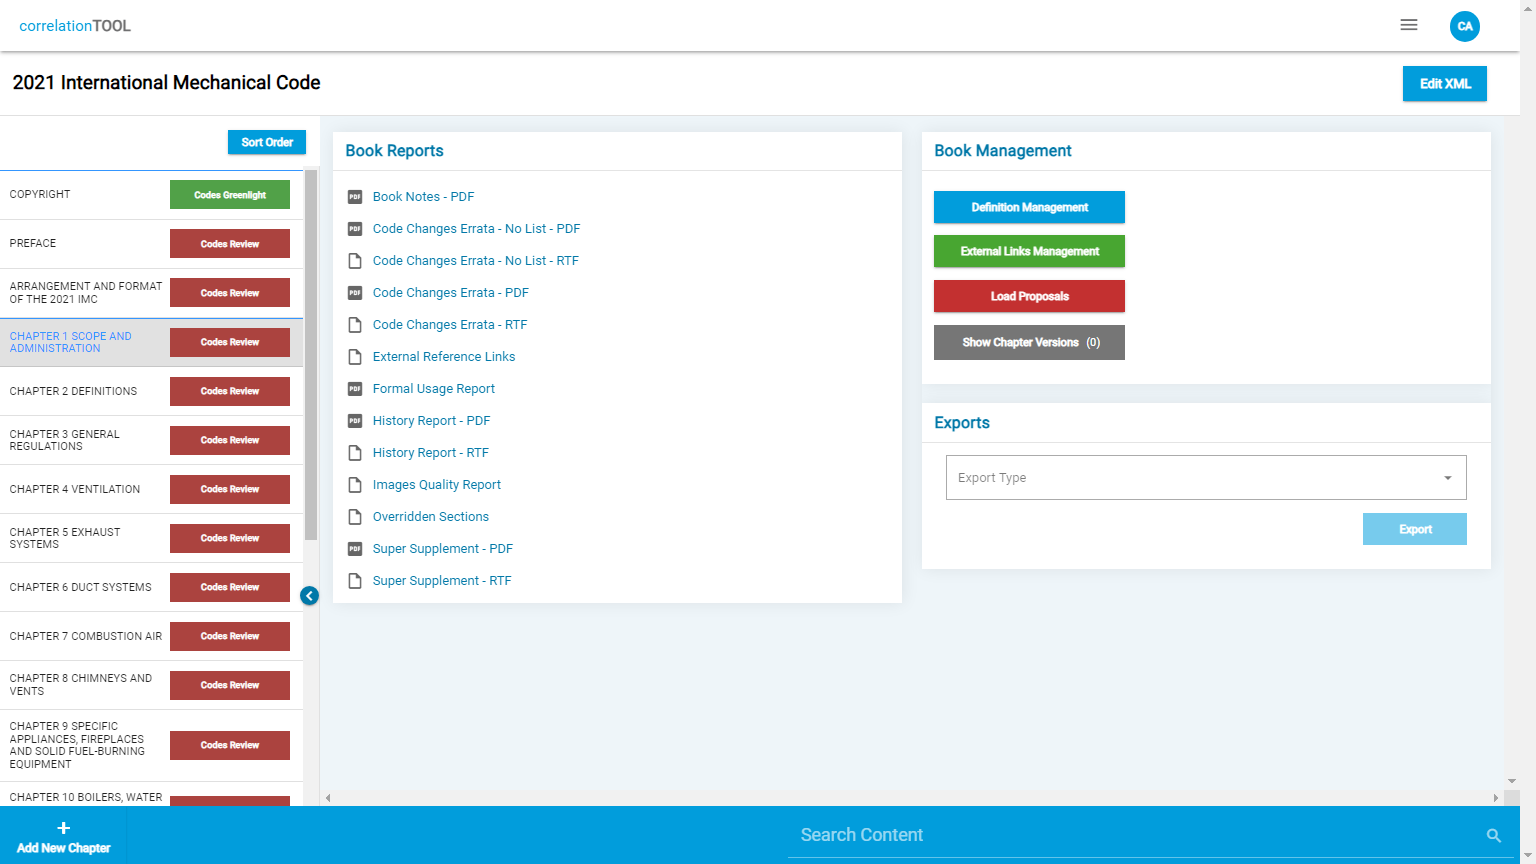 correlationTOOL
CA
2021 International Mechanical Code
Edit XML
Sort Order
COPYRIGHT
Codes Greenlight
PREFACE
Codes Review
ARRANGEMENT AND FORMAT
OF THE 2021 IMC
Codes Review
CHAPTER 1 SCOPE AND
ADMINISTRATION
Codes Review
CHAPTER 2 DEFINITIONS
Codes Review
CHAPTER 3 GENERAL
REGULATIONS
Codes Review
CHAPTER 4 VENTILATION
Codes Review
CHAPTER 5 EXHAUST
SYSTEMS
Codes Review
CHAPTER 6 DUCT SYSTEMS
Codes Review
CHAPTER 7 COMBUSTION AIR
Codes Review
CHAPTER 8 CHIMNEYS AND
VENTS
Codes Review
CHAPTER 9 SPECIFIC
APPLIANCES, FIREPLACES
AND SOLID FUEL-BURNING
EQUIPMENT
Codes Review
CHAPTER 10 BOILERS, WATER
Book Reports
PDF Book Notes - PDF
PDF Code Changes Errata - No List - PDF
Code Changes Errata - No List - RTF
PDF Code Changes Errata - PDF
Code Changes Errata - RTF
External Reference Links
PDF Formal Usage Report
PDF History Report - PDF
History Report - RTF
Images Quality Report
Overridden Sections
PDF Super Supplement - PDF
Super Supplement - RTF
Book Management
Definition Management
External Links Management
Load Proposals
Show Chapter Versions (0)
Exports
Export Type
Export
+
Add New Chapter
Search Content